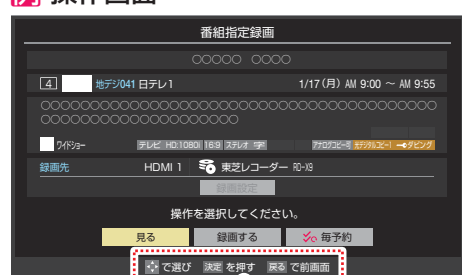 例 操作画面
番組指定録画
○○○○○ ○○○○
4 地デジ041 日テレ1 1/17(月) AM 9:00 ～ AM 9:55
○○○○○○○○○○○○○○○○○○○○○○○○○○○○○○○○○○○○○
○○○○○○○○○○○○○○○○○○○
ワイドショー テレビ HD:1080i 16:9 ステレオ 字 アナログコピー可 光デジタルコピー1 ダビング
録画先 HDMI 1 東芝レコーダー RD-X9
録画設定
操作を選択してください。
見る 録画する 毎予約
で選び 決定 を押す 戻る で前画面